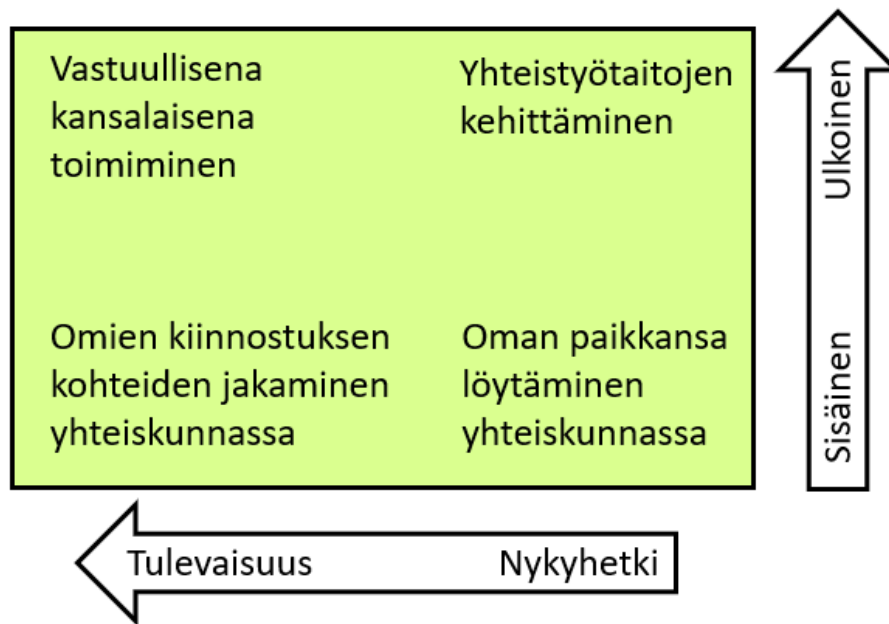 Vastuullisena
kansalaisena
toimiminen
Yhteistyötaitojen
kehittäminen
Omien kiinnostuksen
kohteiden jakaminen
yhteiskunnassa
Oman paikkansa
löytäminen
yhteiskunnassa
Ulkoinen
Sisäinen
Tulevaisuus
Nykyhetki